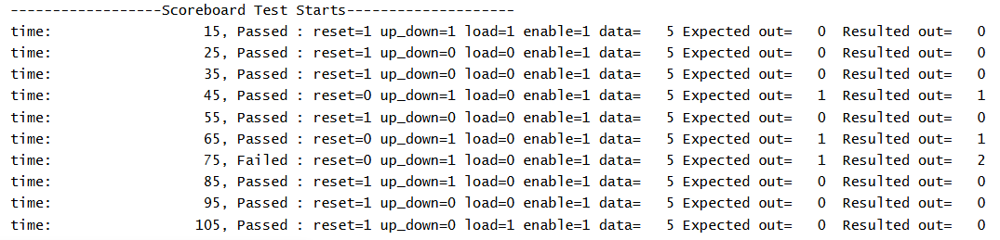 ------------------Scoreboard Test Starts--------------------
time:                   15, Passed : reset=1 up_down=1 load=1 enable=1 data=   5 Expected out=   0  Resulted out=   0
time:                   25, Passed : reset=1 up_down=0 load=0 enable=1 data=   5 Expected out=   0  Resulted out=   0
time:                   35, Passed : reset=1 up_down=0 load=0 enable=1 data=   5 Expected out=   0  Resulted out=   0
time:                   45, Passed : reset=0 up_down=1 load=0 enable=1 data=   5 Expected out=   1  Resulted out=   1
time:                   55, Passed : reset=1 up_down=0 load=0 enable=1 data=   5 Expected out=   0  Resulted out=   0
time:                   65, Passed : reset=0 up_down=1 load=0 enable=1 data=   5 Expected out=   1  Resulted out=   1
time:                   75, Failed : reset=0 up_down=1 load=0 enable=1 data=   5 Expected out=   1  Resulted out=   2
time:                   85, Passed : reset=1 up_down=1 load=0 enable=1 data=   5 Expected out=   0  Resulted out=   0
time:                   95, Passed : reset=1 up_down=0 load=0 enable=1 data=   5 Expected out=   0  Resulted out=   0
time:                  105, Passed : reset=1 up_down=0 load=1 enable=1 data=   5 Expected out=   0  Resulted out=   0